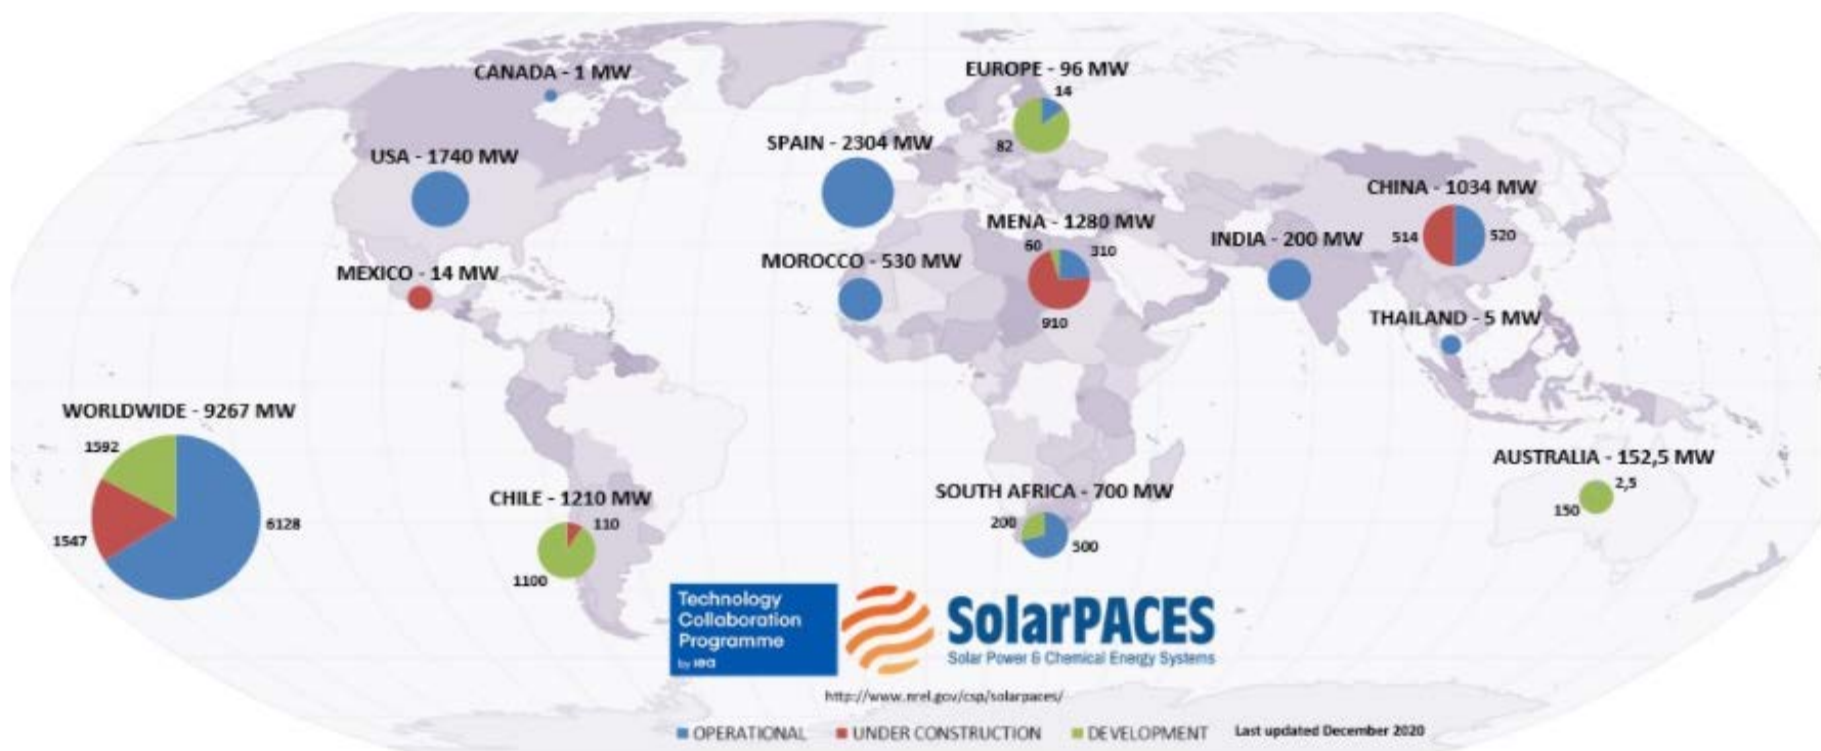 CANADA - 1 MW
EUROPE - 96 MW
14
82
USA - 1740 MW
SPAIN - 2304 MW
CHINA - 1034 MW
514
520
MENA - 1280 MW
60
310
910
INDIA - 200 MW
MOROCCO - 530 MW
MEXICO - 14 MW
THAILAND - 5 MW
WORLDWIDE - 9267 MW
1592
1547
6128
AUSTRALIA - 152,5 MW
2,5
150
CHILE - 1210 MW
110
1100
SOUTH AFRICA - 700 MW
200
500
Technology
Collaboration
Programme
by iea
SolarPACES
Solar Power & Chemical Energy Systems
http://www.nrel.gov/csp/solarpaces/
OPERATIONAL UNDER CONSTRUCTION DEVELOPMENT Last updated December 2020